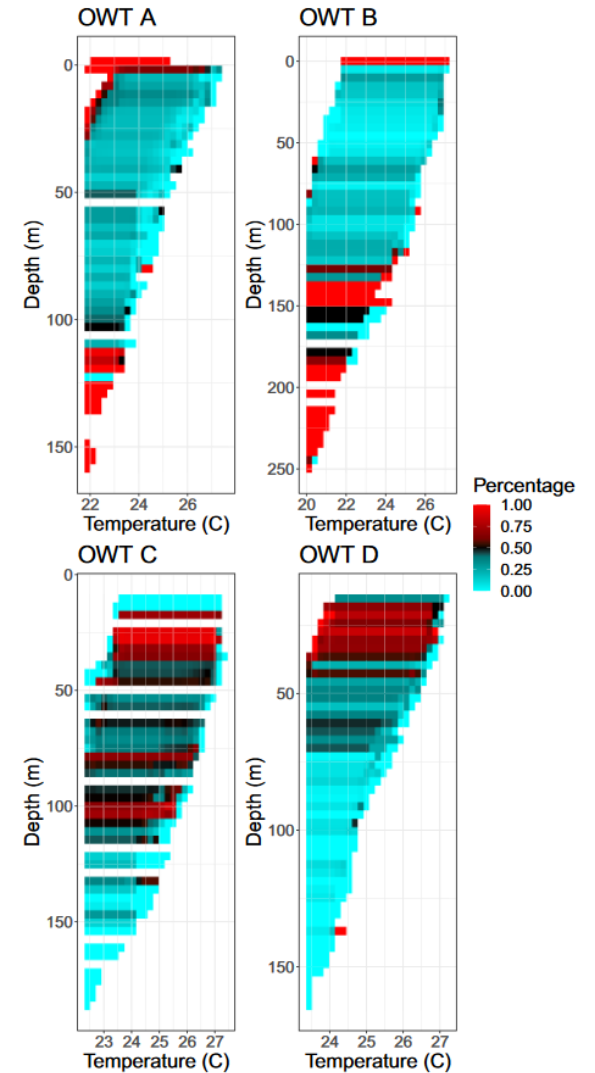 OWT A
OWT B
0
50
100
150
Depth (m)
22 24 26
Temperature (C)
0
50
100
150
200
250
Depth (m)
20 22 24 26
Temperature (C)
Percentage
1.00
0.75
0.50
0.25
0.00
OWT C
OWT D
0
50
100
150
Depth (m)
23 24 25 26 27
Temperature (C)
50
100
150
Depth (m)
24 25 26 27
Temperature (C)